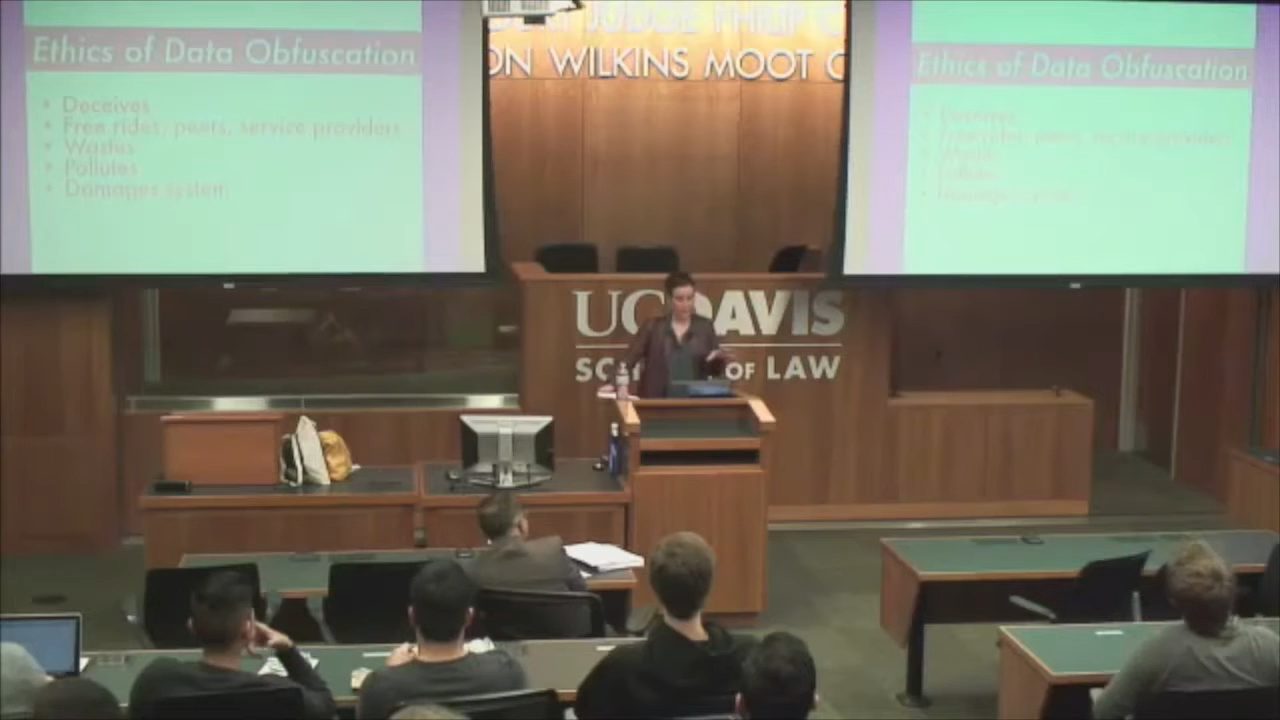 Ethics of Data Obfuscation
• Deceives
• Free rides, peers, service providers
• Wastes
• Pollutes
• Damages system
JUDGE PHILIP
ON WILKINS MOOT C
Ethics of Data Obfuscation
UC DAVIS
OF LAW